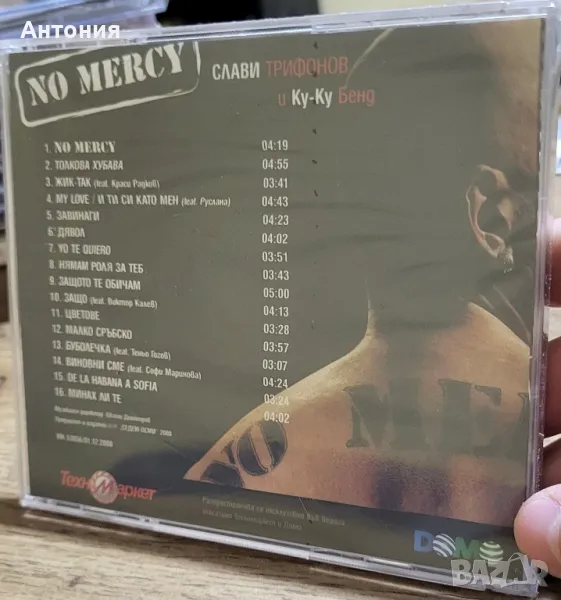 Антония
NO MERCY
СЛАВИ ТРИФОНОВ
и Ку-Ку Бенд
1. NO MERCY 04:19
2. ТОЛКОВА ХУБАВА 04:55
3. ЖИК-ТАК (feat. Краси Радков) 03:41
4. MY LOVE / И ТИ СИ КАТО МЕН (feat. Руслана) 04:43
5. ЗАВИНАГИ 04:23
6. ДЯВОЛ 04:02
7. YO TE QUIERO 03:51
8. НЯМАМ РОЛЯ ЗА ТЕБ 03:43
9. ЗАЩОТО ТЕ ОБИЧАМ 05:00
10. ЗАЩО (feat. Виктор Калев) 04:13
11. ЦВЕТОВЕ 03:28
12. МАЛКО СРЪБСКО 03:57
13. БУБОЛЕЧКА (feat. Теньо Гогов) 03:07
14. ВИНОВНИ СМЕ (feat. Софи Маринова) 04:24
15. DE LA HABANA A SOFIA 03:24
16. МИНАХ ЛИ ТЕ 04:02
ТехноМаркет
DOMO
BAZAR